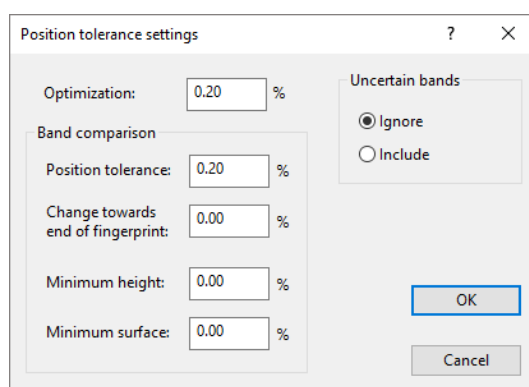 Position tolerance settings ? ×
Optimization: 0.20 %
Uncertain bands
Ignore
Include
Band comparison
Position tolerance: 0.20 %
Change towards
end of fingerprint: 0.00 %
Minimum height: 0.00 %
Minimum surface: 0.00 %
OK
Cancel